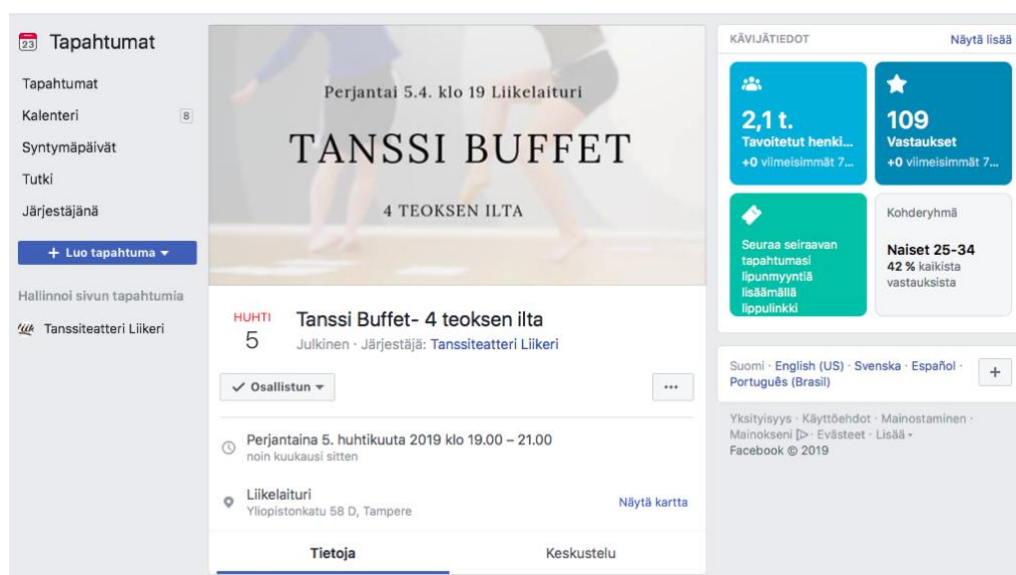 23 Tapahtumat
Tapahtumat
Kalenteri 8
Syntymäpäivät
Tutki
Järjestäjänä
+ Luo tapahtuma
Hallinnoi sivun tapahtumia
Tanssiteatteri Liikeri
Perjantai 5.4. klo 19 Liikelaituri
TANSSI BUFFET
4 TEOKSEN ILTA
HUHTI
5
Tanssi Buffet- 4 teoksen ilta
Julkinen · Järjestäjä: Tanssiteatteri Liikeri
✓ Osallistun
...
Perjantaina 5. huhtikuuta 2019 klo 19.00 – 21.00
noin kuukausi sitten
Liikelaituri
Yliopistonkatu 58 D, Tampere
Näytä kartta
Tietoja
Keskustelu
KÄVIJÄTIEDOT
Näytä lisää
2,1 t.
Tavoitetut henki...
+0 viimeisimmät 7...
109
Vastaukset
+0 viimeisimmät 7...
Seuraa seiraavan
tapahtumasi
lipunmyyntiä
lisäämällä
lippulinkki
Kohderyhmä
Naiset 25-34
42 % kaikista
vastauksista
Suomi · English (US) · Svenska · Español ·
Português (Brasil)
+
Yksityisyys · Käyttöehdot · Mainostaminen ·
Mainokseni · Evästeet · Lisää
Facebook © 2019